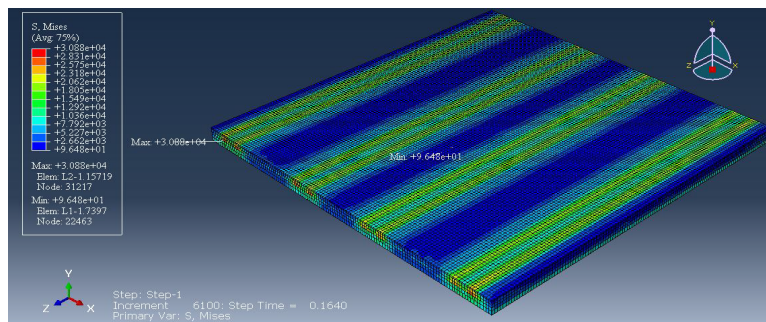 S, Mises
(Avg: 75%)
+3.088e+04
+2.831e+04
+2.575e+04
+2.318e+04
+2.062e+04
+1.805e+04
+1.549e+04
+1.292e+04
+1.036e+04
+7.792e+03
+5.227e+03
+2.662e+03
+9.648e+01
Max: +3.088e+04
Elem: L2-1.15719
Node: 31217
Min: +9.648e+01
Elem: L1-1.7397
Node: 22463
Max: +3.088e+04
Min: +9.648e+01
Y
Z
X
Y
Z
X
Step: Step-1
Increment 6100: Step Time = 0.1640
Primary Var: S, Mises